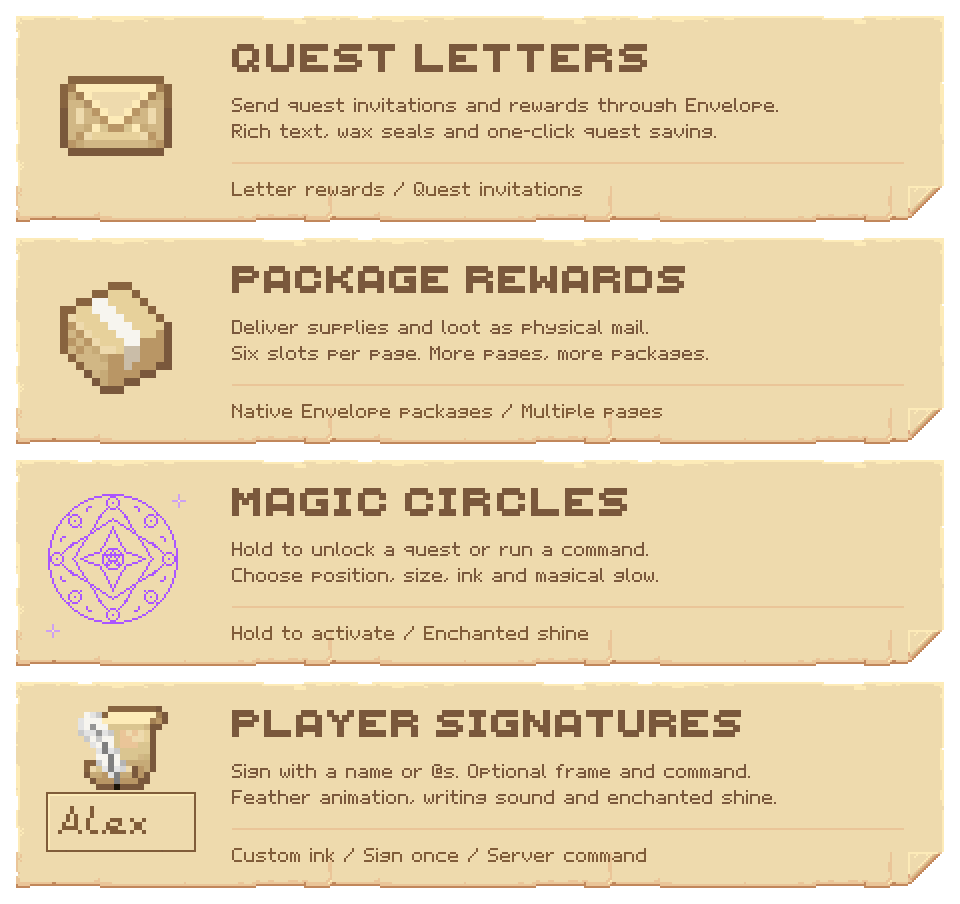 QUEST LETTERS
Send quest invitations and rewards through Envelope.
Rich text, wax seals and one-click quest saving.
Letter rewards / Quest invitations
PACKAGE REWARDS
Deliver supplies and loot as physical mail.
Six slots per page. More pages, more packages.
Native Envelope packages / Multiple pages
MAGIC CIRCLES
Hold to unlock a quest or run a command.
Choose position, size, ink and magical glow.
Hold to activate / Enchanted shine
PLAYER SIGNATURES
Sign with a name or @s. Optional frame and command.
Feather animation, writing sound and enchanted shine.
Alex
Custom ink / Sign once / Server command